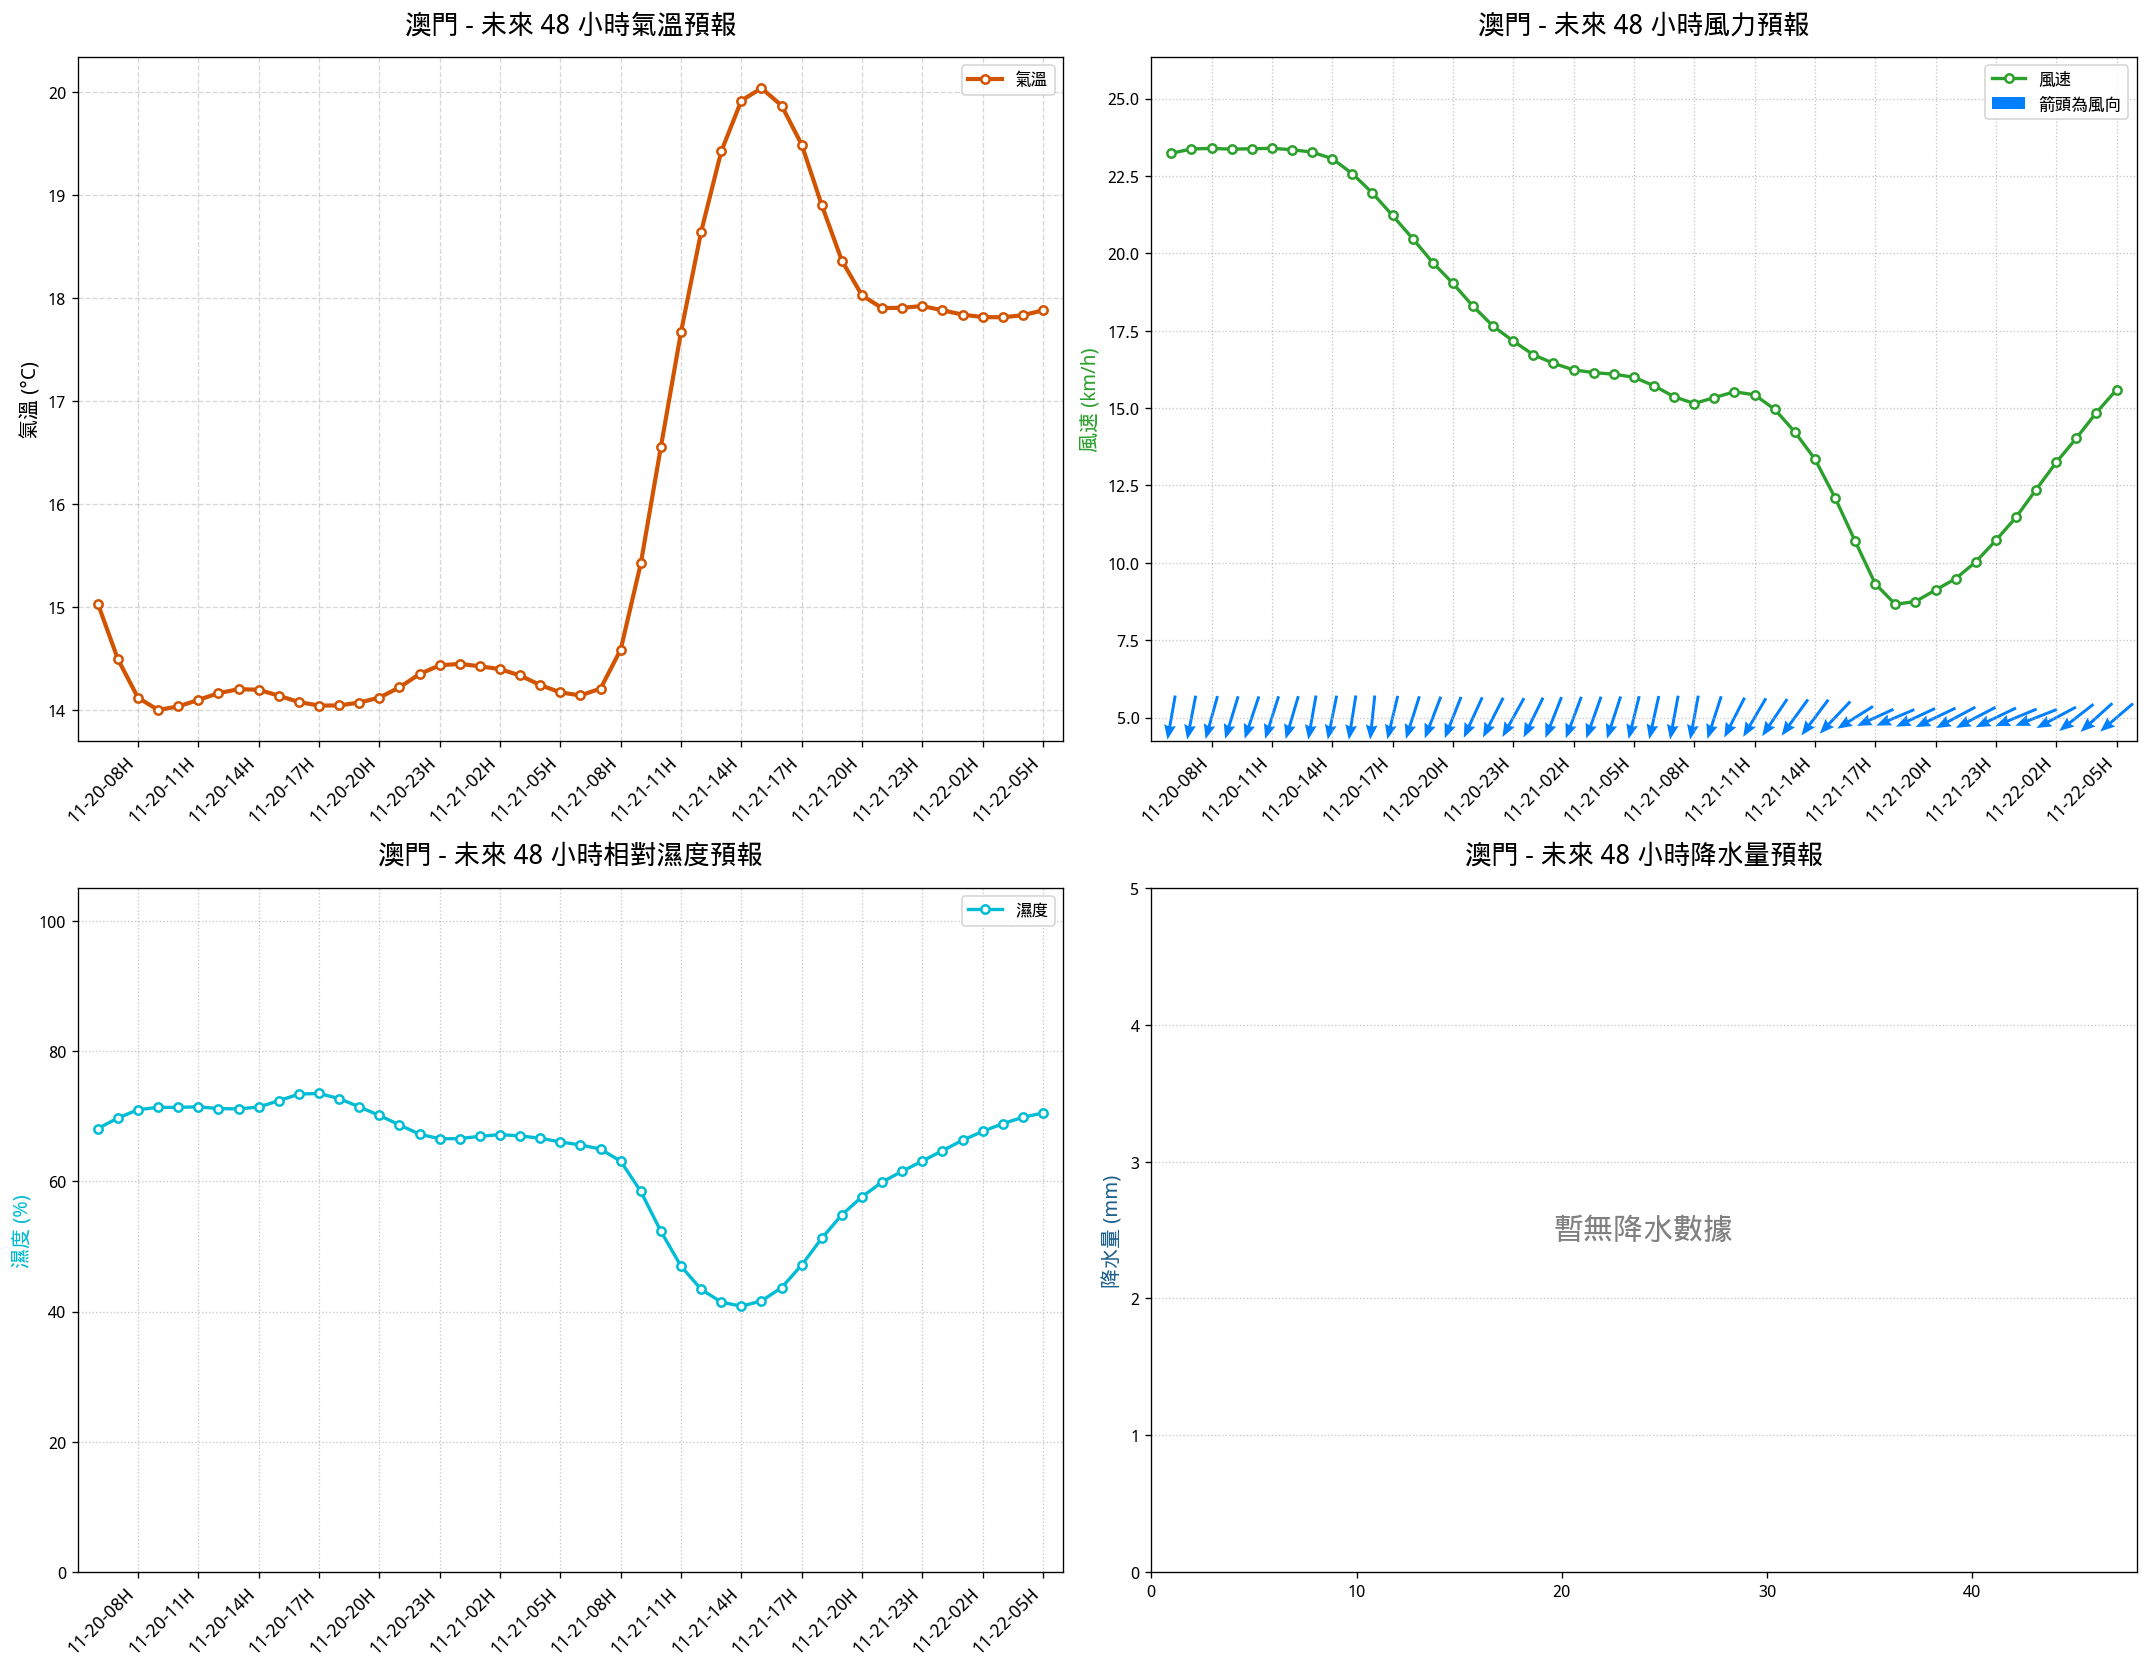 澳門 - 未來 48 小時氣溫預報
氣溫
氣溫 (°C)
20
19
18
17
16
15
14
11-20-08H
11-20-11H
11-20-14H
11-20-17H
11-20-20H
11-20-23H
11-21-02H
11-21-05H
11-21-08H
11-21-11H
11-21-14H
11-21-17H
11-21-20H
11-21-23H
11-22-02H
11-22-05H
澳門 - 未來 48 小時風力預報
風速
箭頭為風向
風速 (km/h)
25.0
22.5
20.0
17.5
15.0
12.5
10.0
7.5
5.0
11-20-08H
11-20-11H
11-20-14H
11-20-17H
11-20-20H
11-20-23H
11-21-02H
11-21-05H
11-21-08H
11-21-11H
11-21-14H
11-21-17H
11-21-20H
11-21-23H
11-22-02H
11-22-05H
澳門 - 未來 48 小時相對濕度預報
濕度
濕度 (%)
100
80
60
40
20
0
11-20-08H
11-20-11H
11-20-14H
11-20-17H
11-20-20H
11-20-23H
11-21-02H
11-21-05H
11-21-08H
11-21-11H
11-21-14H
11-21-17H
11-21-20H
11-21-23H
11-22-02H
11-22-05H
澳門 - 未來 48 小時降水量預報
降水量 (mm)
5
4
3
2
1
0
暫無降水數據
0
10
20
30
40